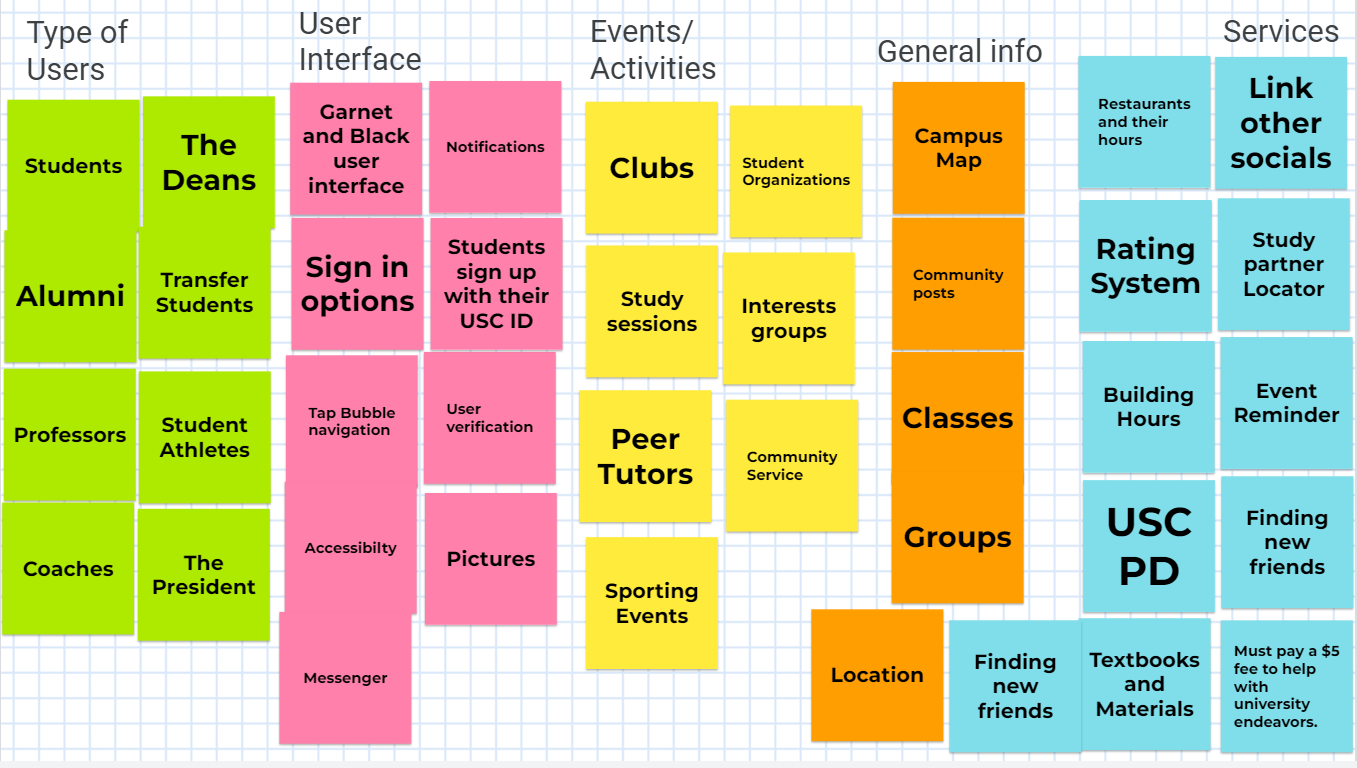 Type of
Users
Students
The
Deans
Alumni
Transfer
Students
Professors
Student
Athletes
Coaches
The
President
User
Interface
Garnet
and Black
user
interface
Notifications
Sign in
options
Students
sign up
with their
USC ID
Tap Bubble
navigation
User
verification
Accessibilty
Pictures
Messenger
Events/
Activities
Clubs
Student
Organizations
Study
sessions
Interests
groups
Peer
Tutors
Community
Service
Sporting
Events
General info
Campus
Map
Community
posts
Classes
Groups
Location
Services
Restaurants
and their
hours
Link
other
socials
Rating
System
Study
partner
Locator
Building
Hours
Event
Reminder
USC
PD
Finding
new
friends
Finding
new
friends
Textbooks
and
Materials
Must pay a $5
fee to help
with
university
endeavors.